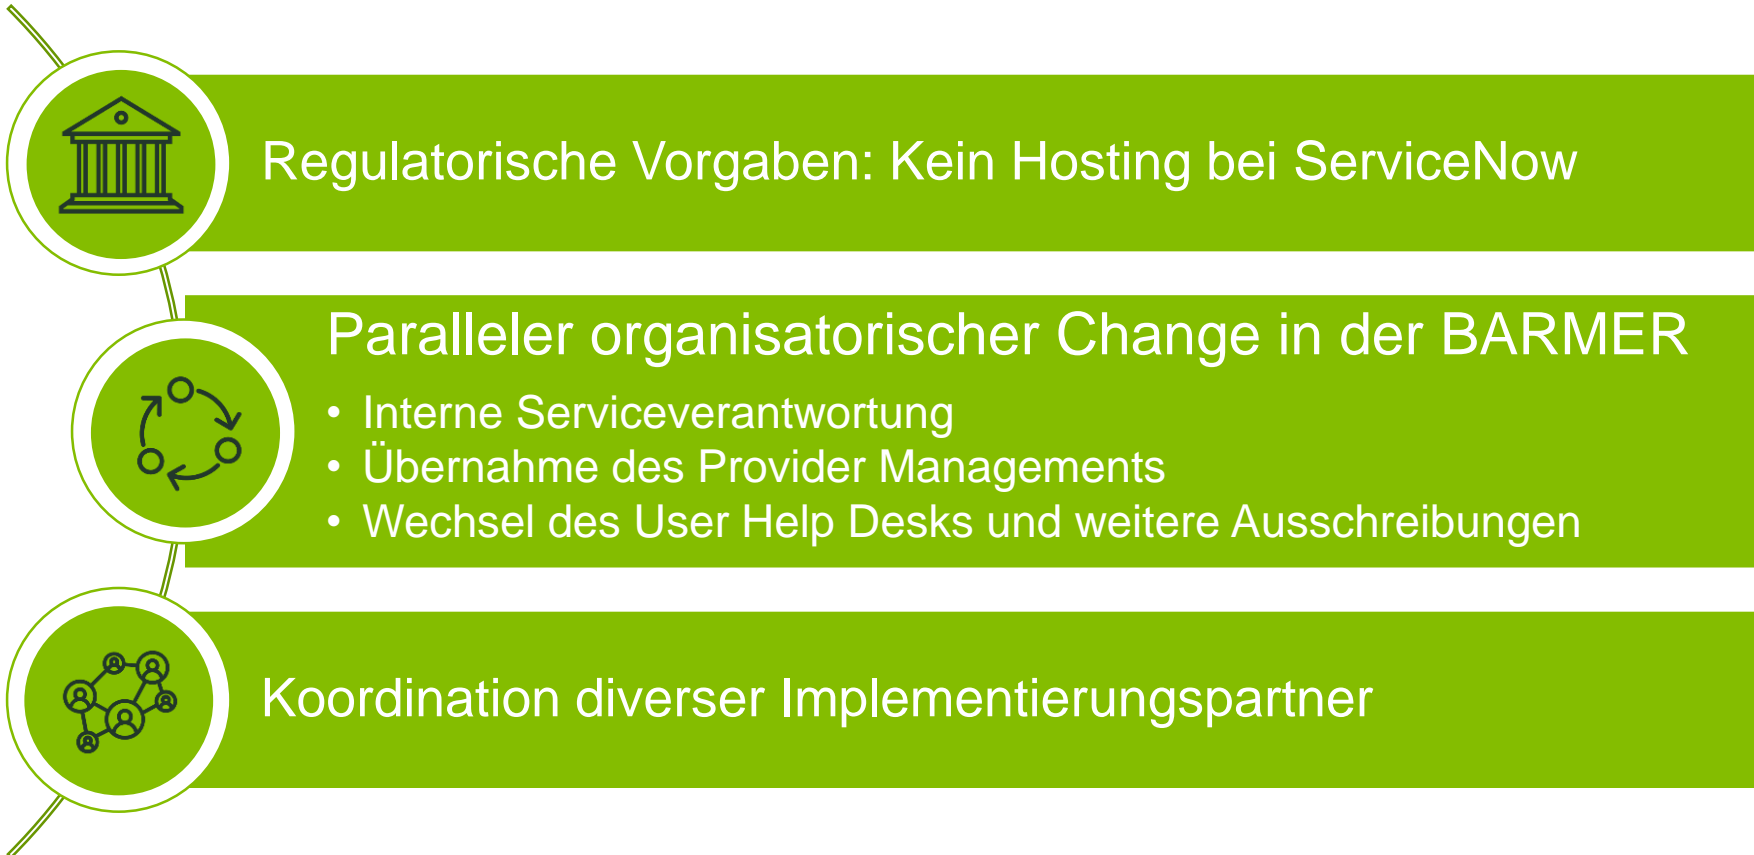 Regulatorische Vorgaben: Kein Hosting bei ServiceNow
Paralleler organisatorischer Change in der BARMER
• Interne Serviceverantwortung
• Übernahme des Provider Managements
• Wechsel des User Help Desks und weitere Ausschreibungen
Koordination diverser Implementierungspartner